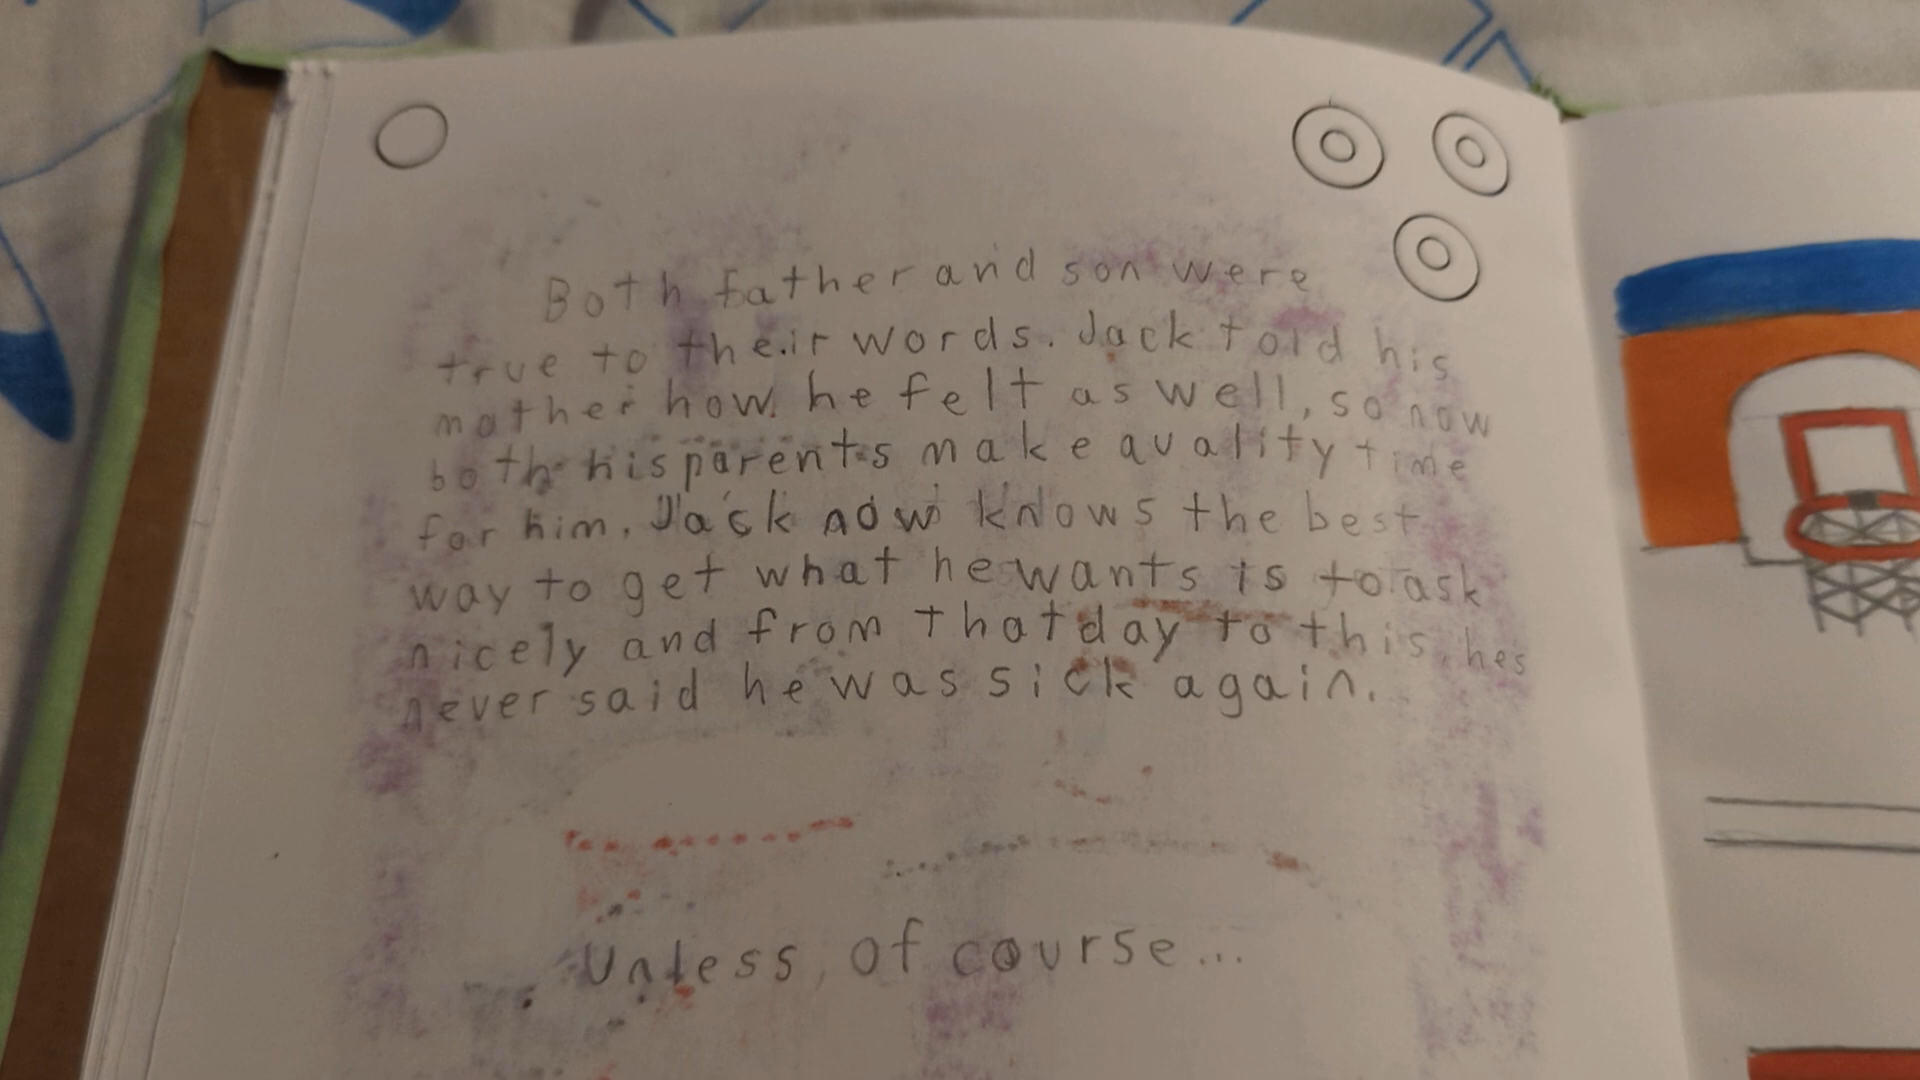 Both father and son were
true to their words. Jack told his
mother how he felt as well, so now
both his parents make quality time
for him. Jack now knows the best
way to get what he wants is to ask
nicely and from that day to this, hes
never said he was sick again.
Unless, of course...